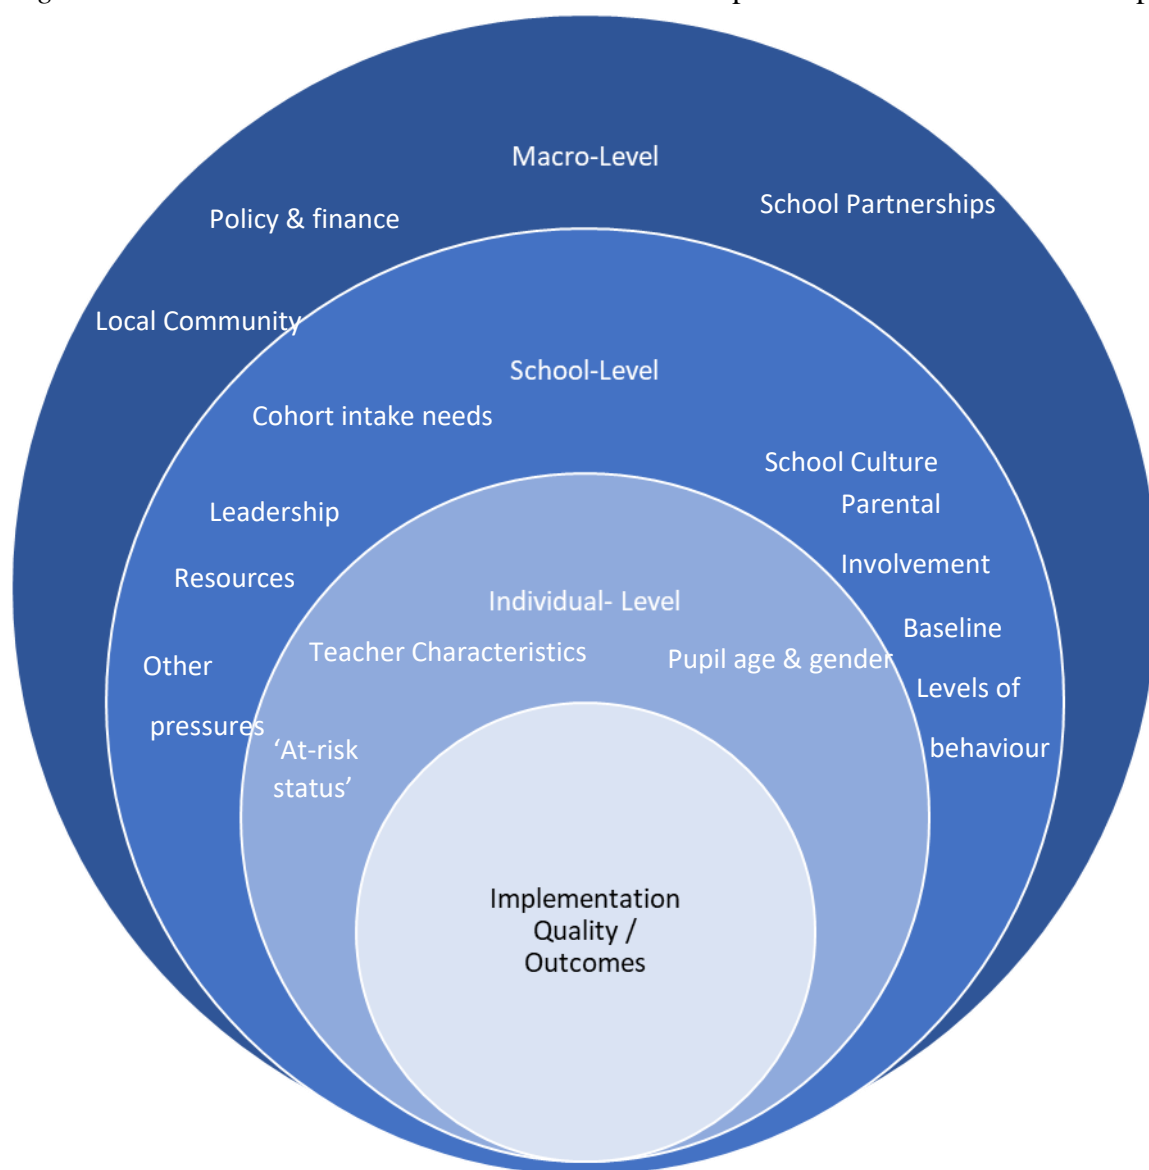 Macro-Level
School Partnerships
Policy & finance
Local Community
School-Level
Cohort intake needs
School Culture
Parental
Involvement
Leadership
Resources
Baseline
Levels of
behaviour
Other
pressures
Individual- Level
Teacher Characteristics
Pupil age & gender
‘At-risk
status’
Implementation
Quality /
Outcomes